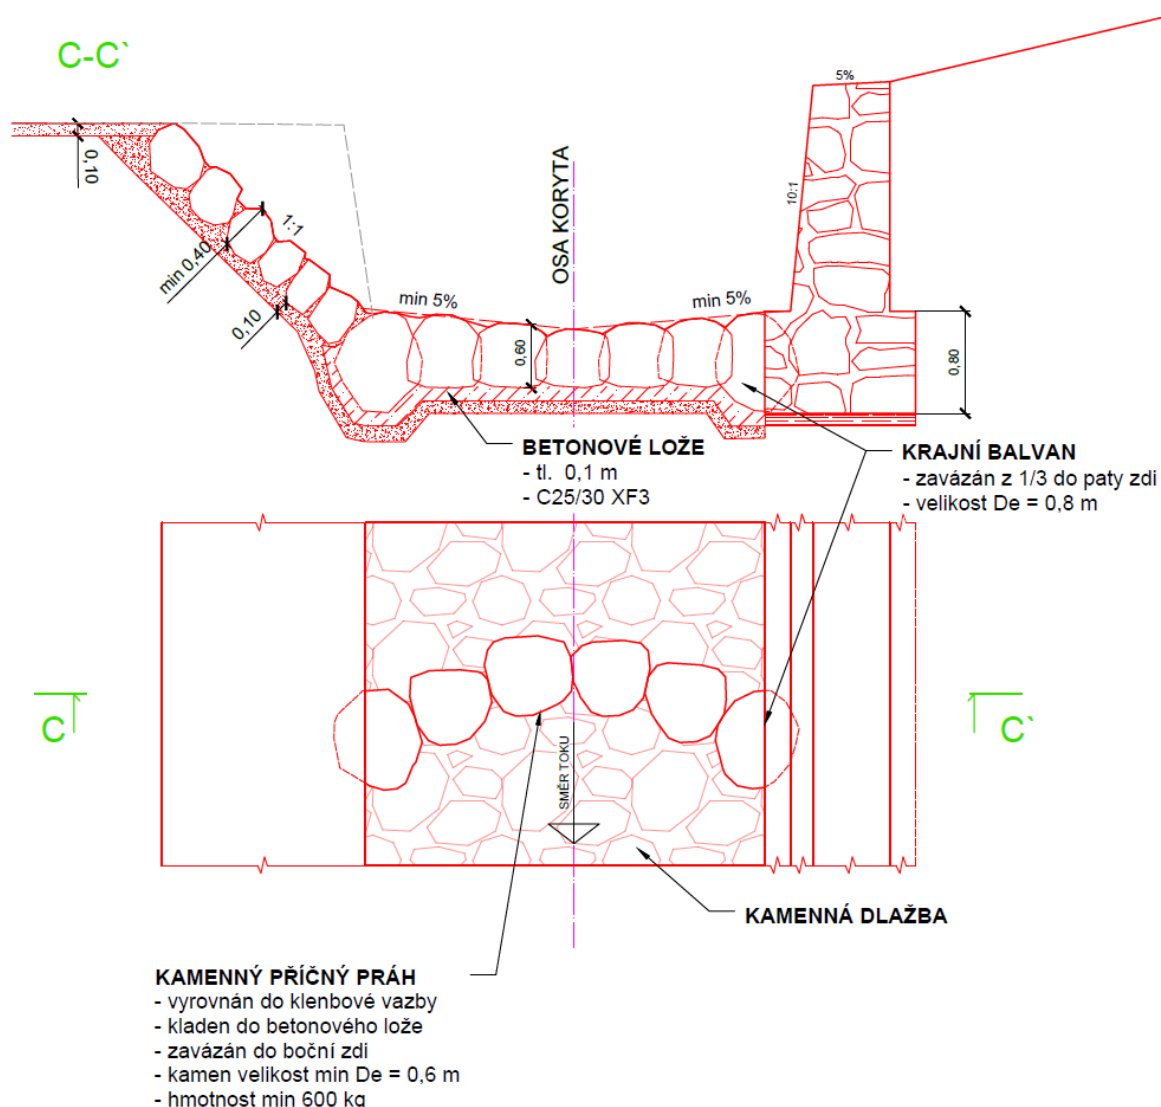 C-C`
5%
0,10
OSA KORYTA
10:1
1:1
min 0,40
min 5%
min 5%
0,10
0,60
0,80
BETONOVÉ LOŽE
- tl. 0,1 m
- C25/30 XF3
KRAJNÍ BALVAN
- zavázán z 1/3 do paty zdi
- velikost De = 0,8 m
C
C`
SMĚR TOKU
KAMENNÁ DLAŽBA
KAMENNÝ PŘÍČNÝ PRÁH
- vyrovnán do klenbové vazby
- kladen do betonového lože
- zavázán do boční zdi
- kamen velikost min De = 0,6 m
- hmotnost min 600 kg